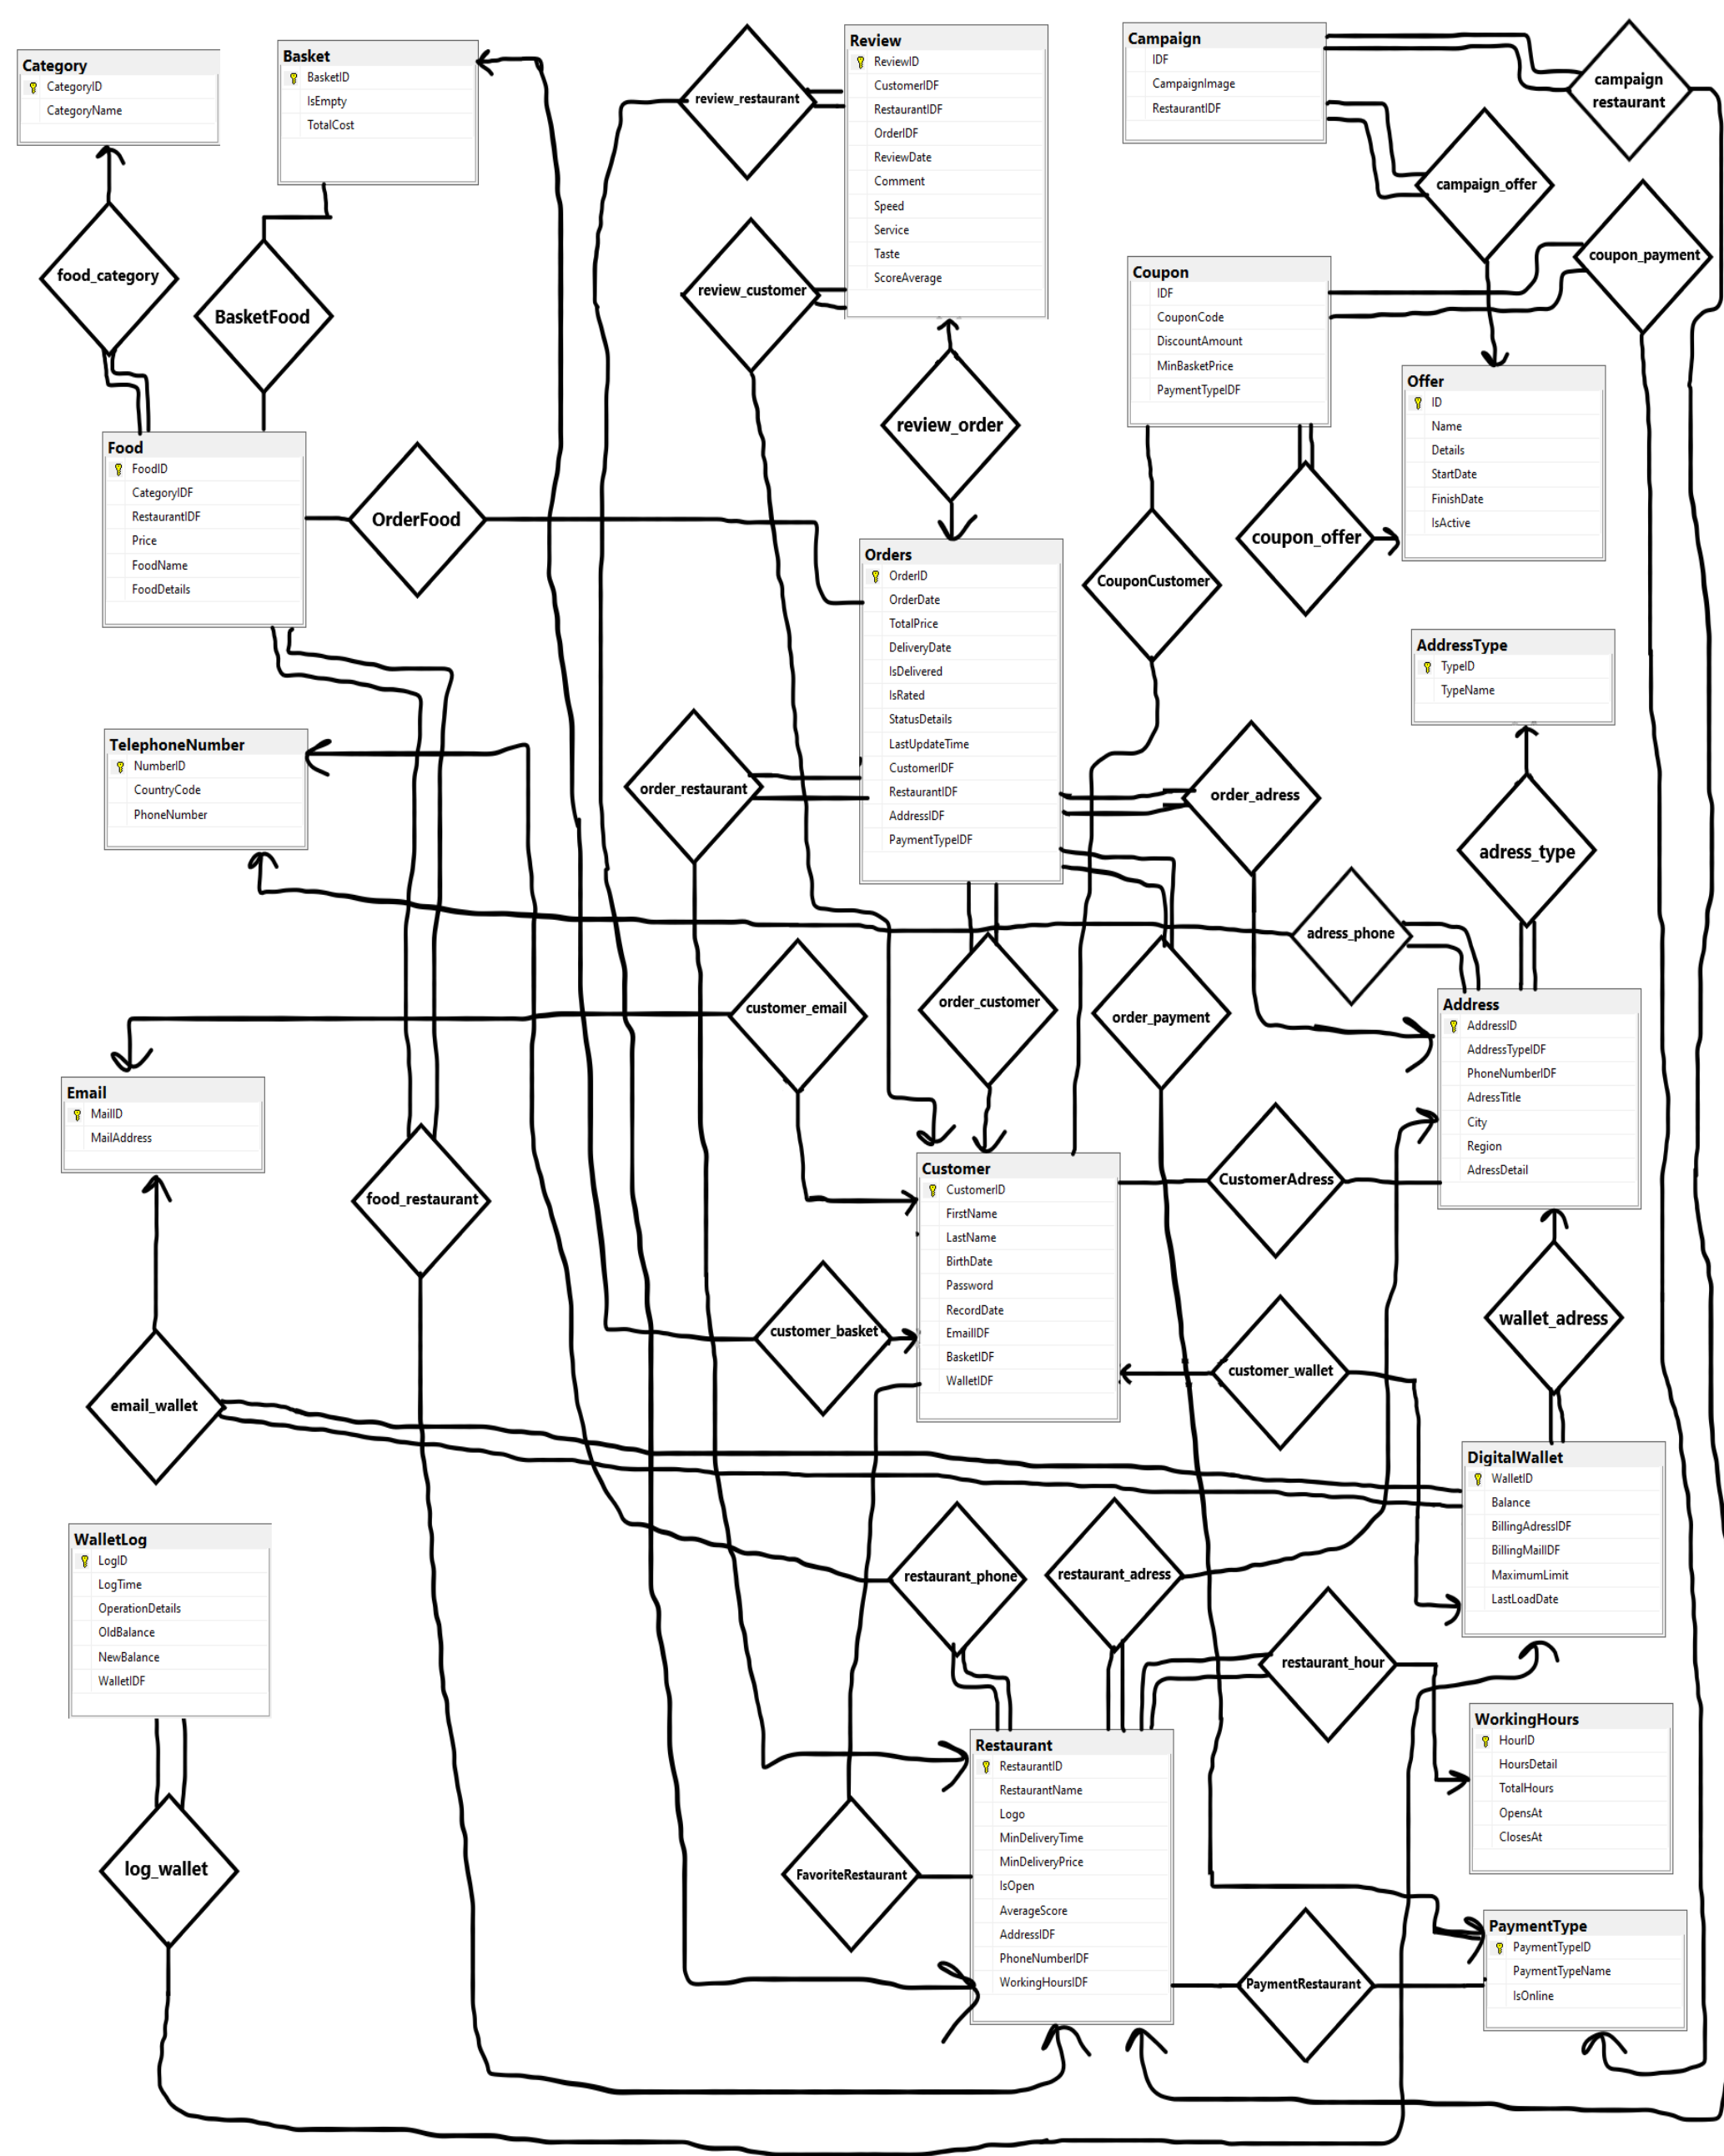 Category
CategoryID
CategoryName
Basket
BasketID
IsEmpty
TotalCost
review_restaurant
Review
ReviewID
CustomerIDF
RestaurantIDF
OrderIDF
ReviewDate
Comment
Speed
Service
Taste
ScoreAverage
Campaign
IDF
CampaignImage
RestaurantIDF
campaign
restaurant
campaign_offer
coupon_payment
food_category
BasketFood
review_customer
Coupon
IDF
CouponCode
DiscountAmount
MinBasketPrice
PaymentTypeIDF
Offer
ID
Name
Details
StartDate
FinishDate
IsActive
review_order
Food
FoodID
CategoryIDF
RestaurantIDF
Price
FoodName
FoodDetails
OrderFood
coupon_offer
CouponCustomer
Orders
OrderID
OrderDate
TotalPrice
DeliveryDate
IsDelivered
IsRated
StatusDetails
LastUpdateTime
CustomerIDF
RestaurantIDF
AddressIDF
PaymentTypeIDF
AddressType
TypeID
TypeName
TelephoneNumber
NumberID
CountryCode
PhoneNumber
order_restaurant
order_adress
adress_type
adress_phone
customer_email
order_customer
order_payment
Address
AddressID
AddressTypeIDF
PhoneNumberIDF
AdressTitle
City
Region
AdressDetail
Email
MailID
MailAddress
food_restaurant
Customer
CustomerID
FirstName
LastName
BirthDate
Password
RecordDate
EmailIDF
BasketIDF
WalletIDF
CustomerAdress
customer_basket
customer_wallet
wallet_adress
email_wallet
DigitalWallet
WalletID
Balance
BillingAdressIDF
BillingMailIDF
MaximumLimit
LastLoadDate
WalletLog
LogID
LogTime
OperationDetails
OldBalance
NewBalance
WalletIDF
restaurant_phone
restaurant_adress
restaurant_hour
WorkingHours
HourID
HoursDetail
TotalHours
OpensAt
ClosesAt
Restaurant
RestaurantID
RestaurantName
Logo
MinDeliveryTime
MinDeliveryPrice
IsOpen
AverageScore
AddressIDF
PhoneNumberIDF
WorkingHoursIDF
log_wallet
FavoriteRestaurant
PaymentRestaurant
PaymentType
PaymentTypeID
PaymentTypeName
IsOnline